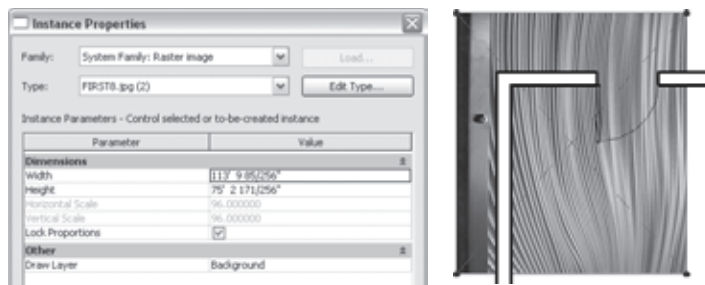 Instance Properties
Family: System Family: Raster image Load...
Type: FIRST8.jpg (2) Edit Type....
Instance Parameters - Control selected or to-be-created instance
Parameter Value
Dimensions
Width 113' 9 85/256"
Height 75' 2 171/256"
Horizontal Scale 96.000000
Vertical Scale 96.000000
Lock Proportions
Other
Draw Layer Background